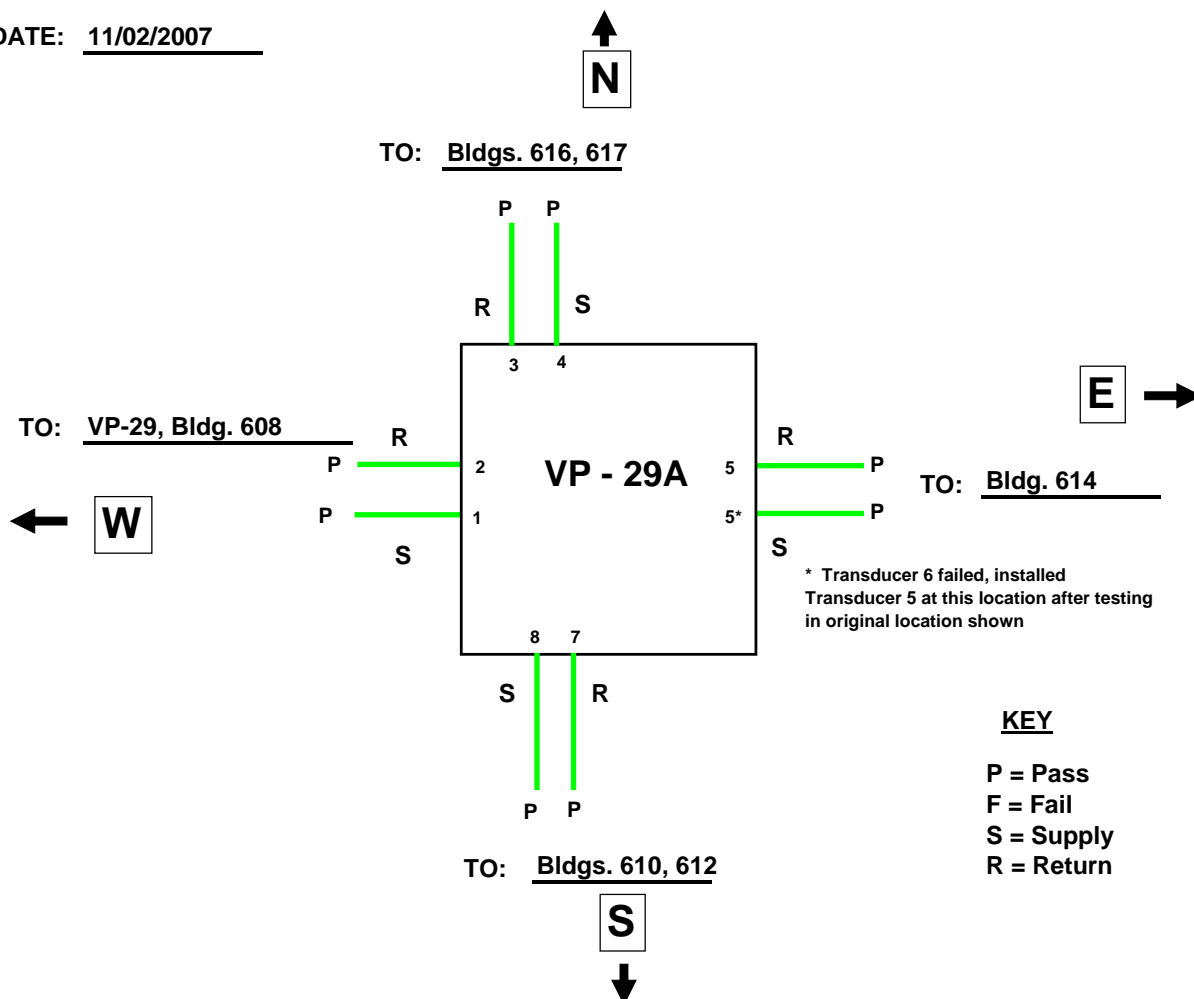 DATE: 11/02/2007
N
TO: Bldgs. 616, 617
P P
R S
3 4
E
TO: VP-29, Bldg. 608
R R
P 2 VP - 29A 5 P
TO: Bldg. 614
W
P 1 5* P
S S
* Transducer 6 failed, installed
Transducer 5 at this location after testing
in original location shown
8 7
S R
KEY
P = Pass
F = Fail
S = Supply
R = Return
P P
TO: Bldgs. 610, 612
S